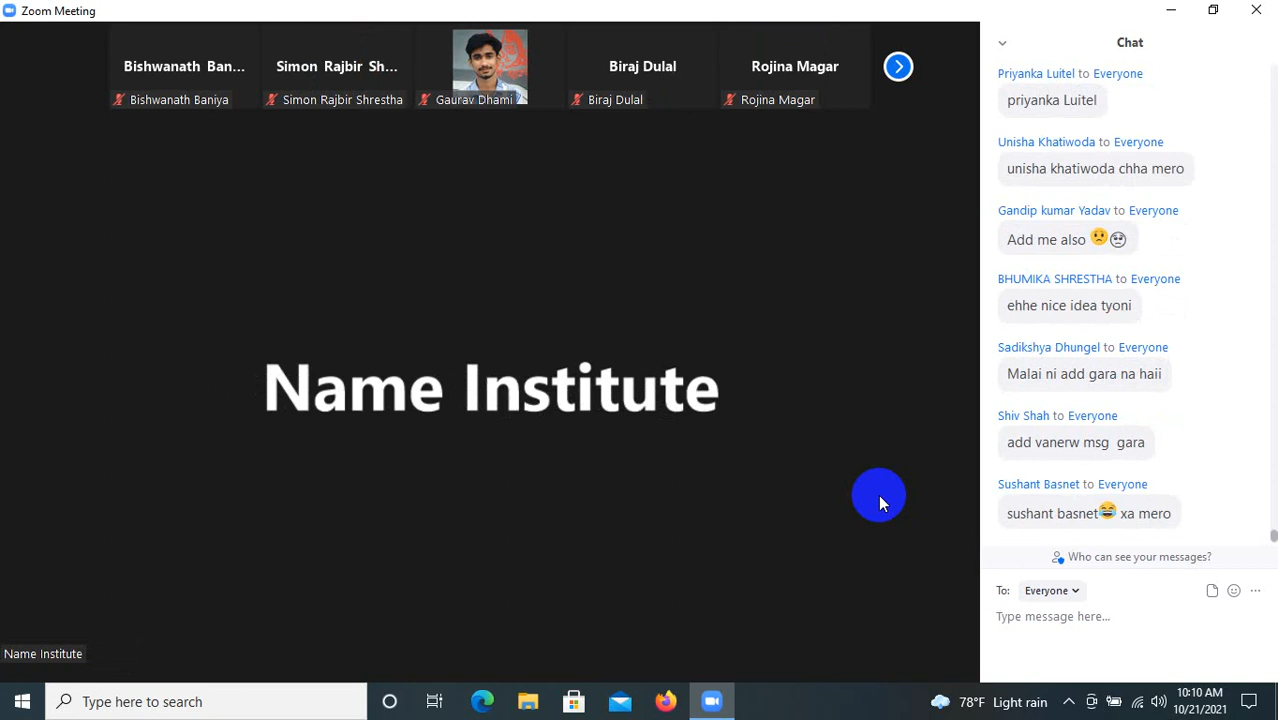 Zoom Meeting
Bishwanath Ban...
Simon Rajbir Sh...
Biraj Dulal
Rojina Magar
Bishwanath Baniya
Simon Rajbir Shrestha
Gaurav Dhami
Biraj Dulal
Rojina Magar
Name Institute
Name Institute
Chat
Priyanka Luitel to Everyone
priyanka Luitel
Unisha Khatiwoda to Everyone
unisha khatiwoda chha mero
Gandip kumar Yadav to Everyone
Add me also 😟🥺
BHUMIKA SHRESTHA to Everyone
ehhe nice idea tyoni
Sadikshya Dhungel to Everyone
Malai ni add gara na haii
Shiv Shah to Everyone
add vanerw msg  gara
Sushant Basnet to Everyone
sushant basnet😂 xa mero
Who can see your messages?
To: Everyone
Type message here...
Type here to search
78°F Light rain
10:10 AM
10/21/2021